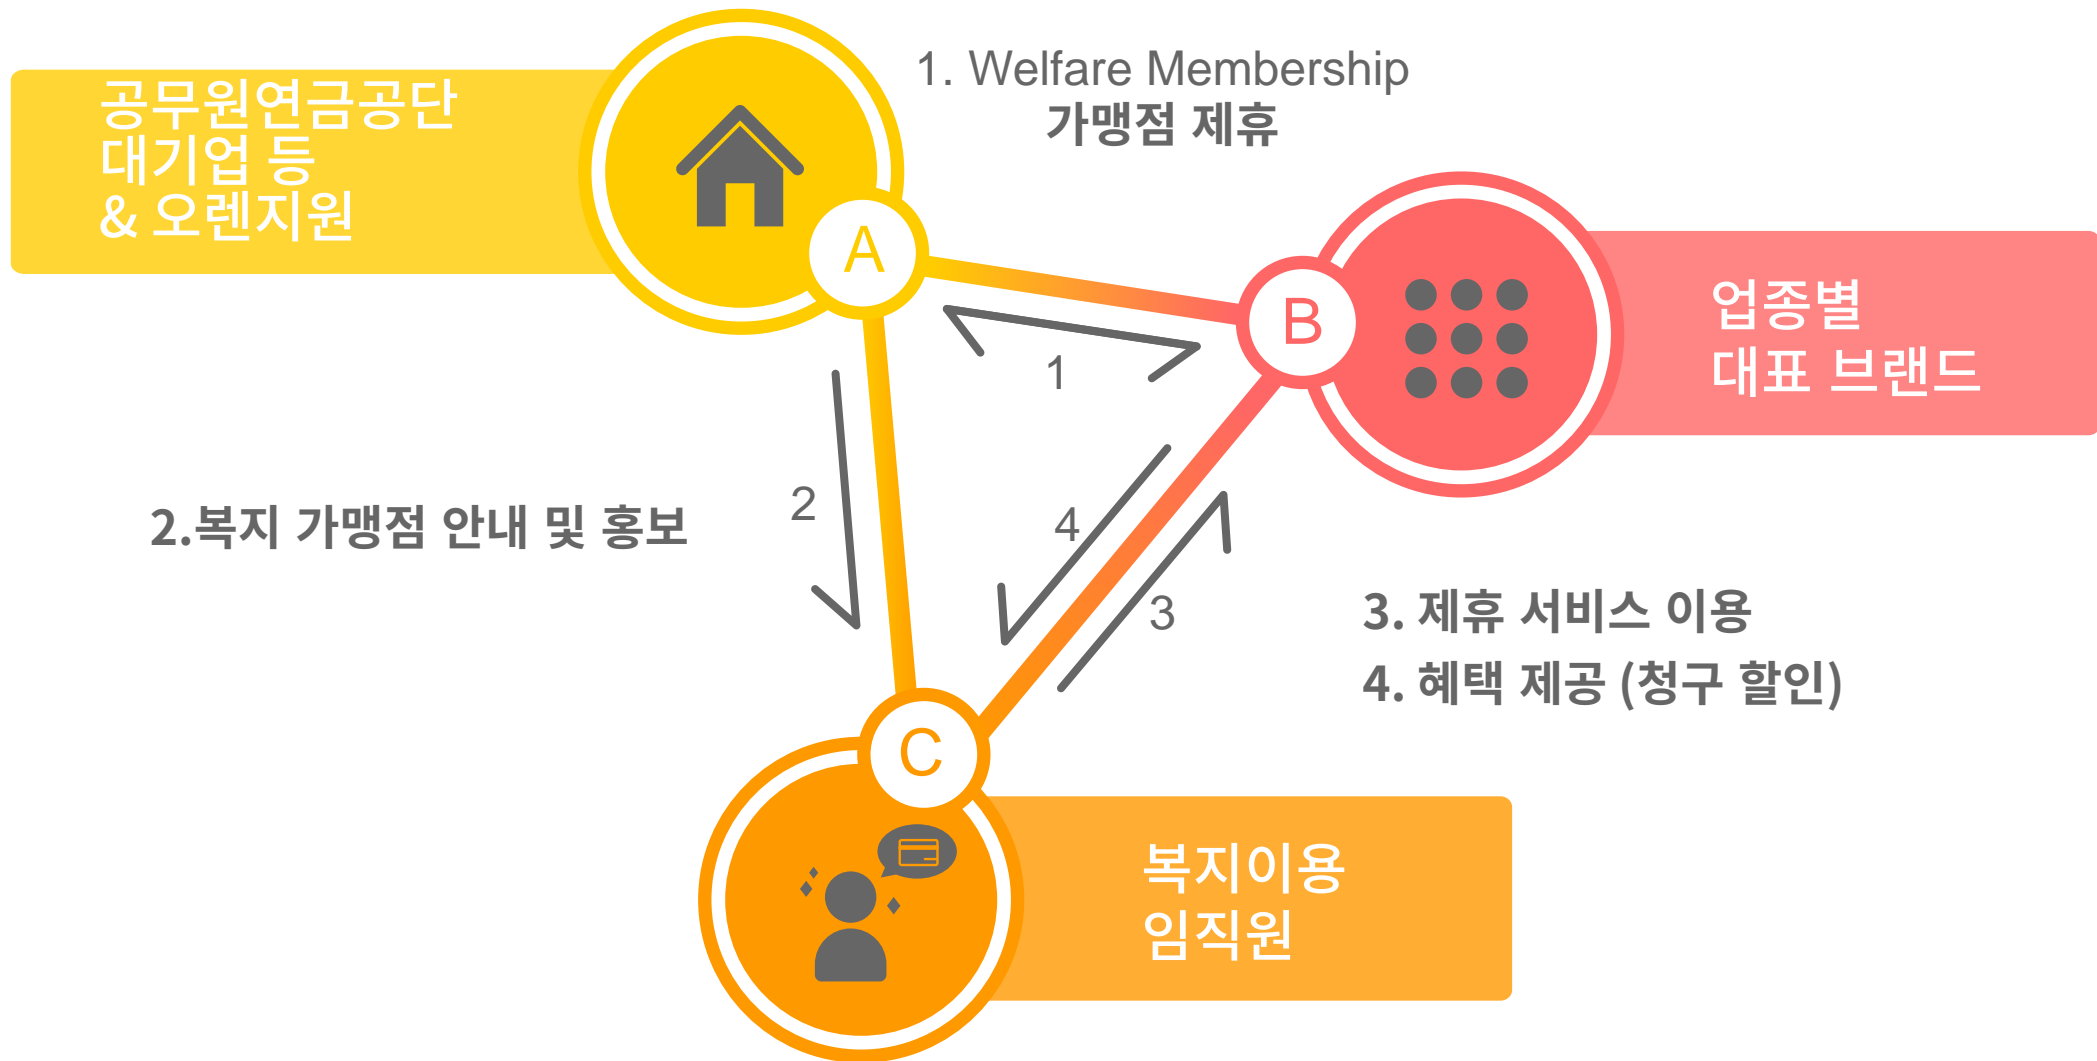 공무원연금공단
대기업 등
& 오렌지원
1. Welfare Membership
가맹점 제휴
A
B
업종별
대표 브랜드
1
2
2.복지 가맹점 안내 및 홍보
4
3
3. 제휴 서비스 이용
4. 혜택 제공 (청구 할인)
C
복지이용
임직원